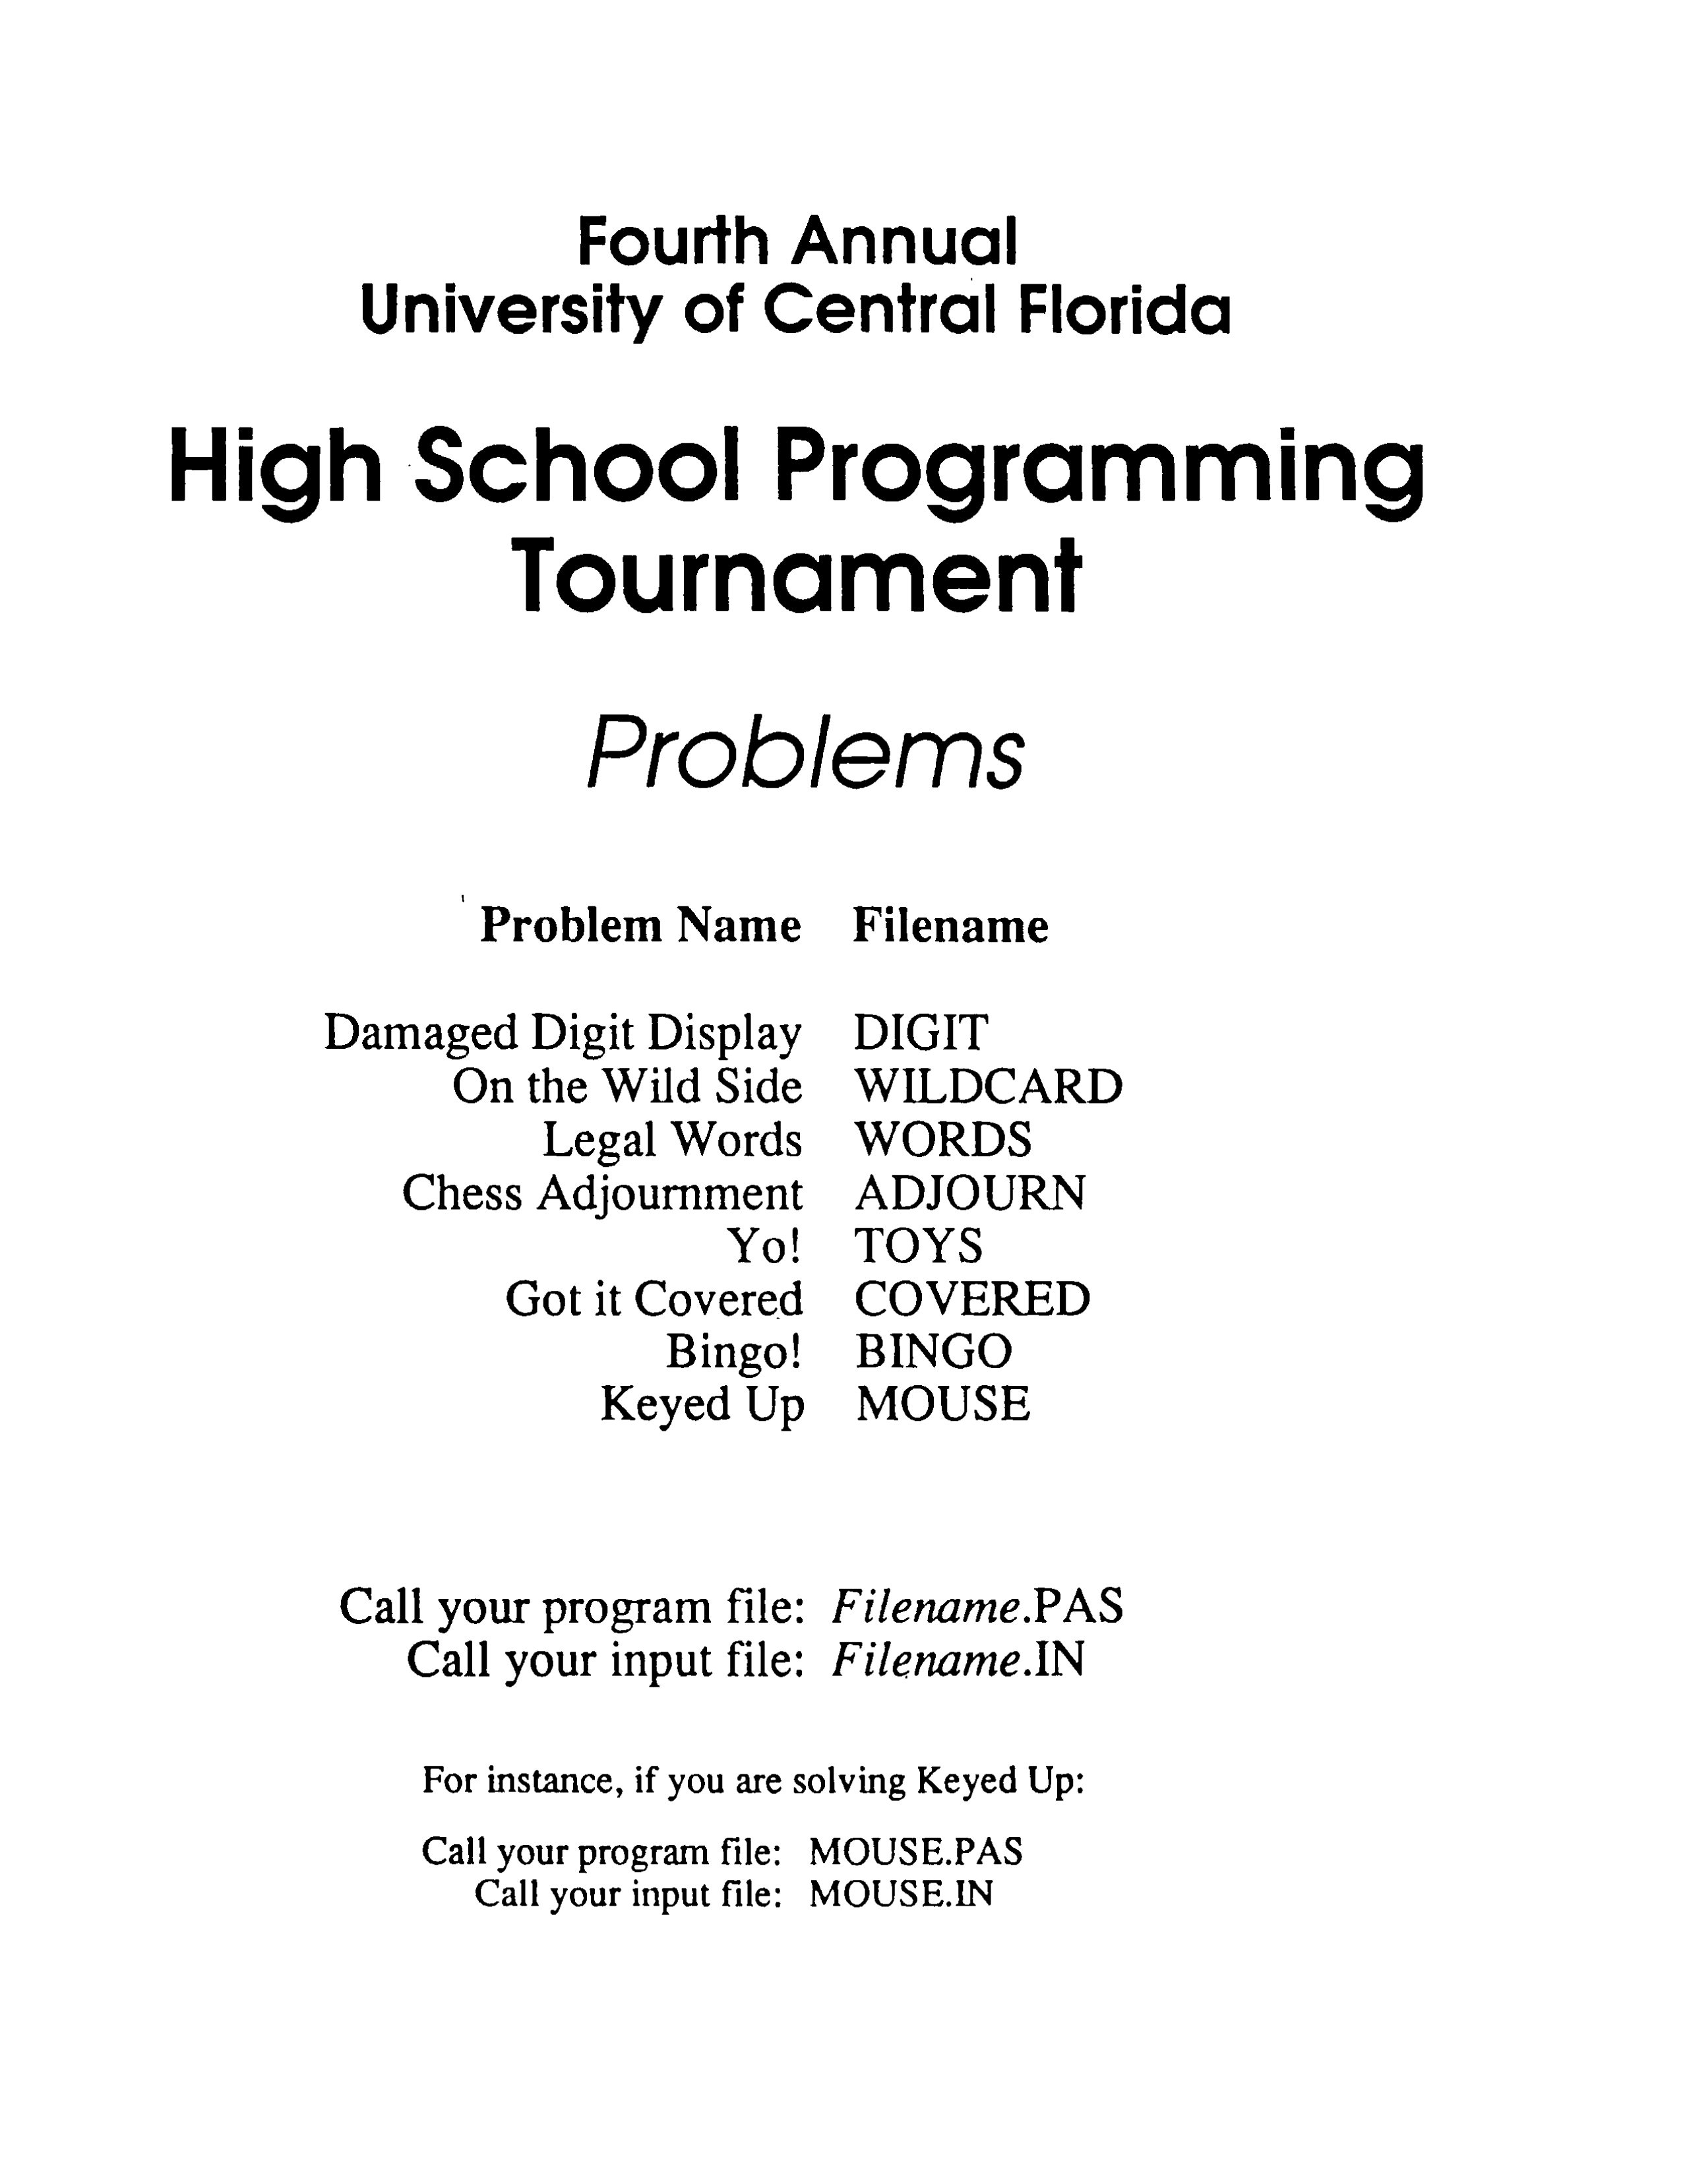 Fourth Annual
University of Central Florida
High School Programming
Tournament
Problems
Problem Name Filename
Damaged Digit Display DIGIT
On the Wild Side WILDCARD
Legal Words WORDS
Chess Adjournment ADJOURN
Yo! TOYS
Got it Covered COVERED
Bingo! BINGO
Keyed Up MOUSE
Call your program file: Filename.PAS
Call your input file: Filename.IN
For instance, if you are solving Keyed Up:
Call your program file: MOUSE.PAS
Call your input file: MOUSE.IN